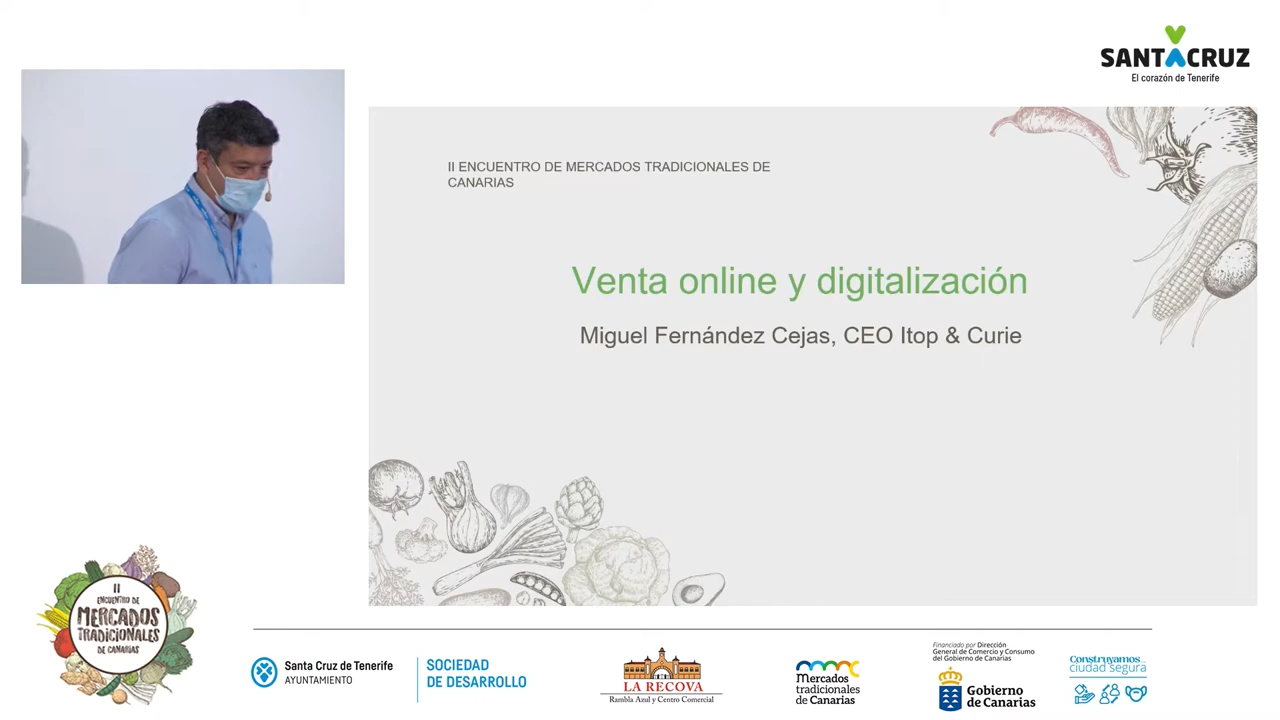 SANTACRUZ
El corazón de Tenerife
II ENCUENTRO DE MERCADOS TRADICIONALES DE
CANARIAS
Venta online y digitalización
Miguel Fernández Cejas, CEO Itop & Curie
II
ENCUENTRO DE
MERCADOS
TRADICIONALES
DE CANARIAS
Santa Cruz de Tenerife
AYUNTAMIENTO
SOCIEDAD
DE DESARROLLO
LA RECOVA
Rambla Azul y Centro Comercial
Mercados
tradicionales
de Canarias
Financiado por Dirección
General de Comercio y Consumo
del Gobierno de Canarias
Gobierno
de Canarias
Construyamos
ciudad segura